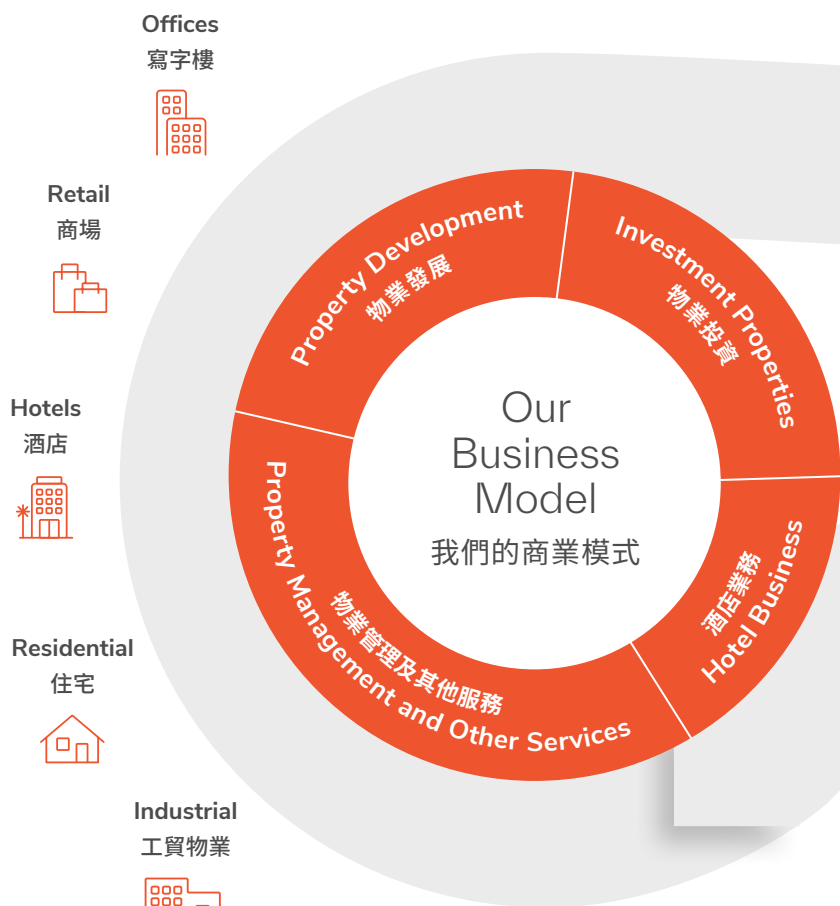 Offices
寫字樓
Retail
商場
Hotels
酒店
Residential
住宅
Industrial
工貿物業
Property Development
物業發展
Investment Properties
物業投資
酒店業務
Hotel Business
物業管理及其他服務
Property Management and Other Services
Our
Business
Model
我們的商業模式